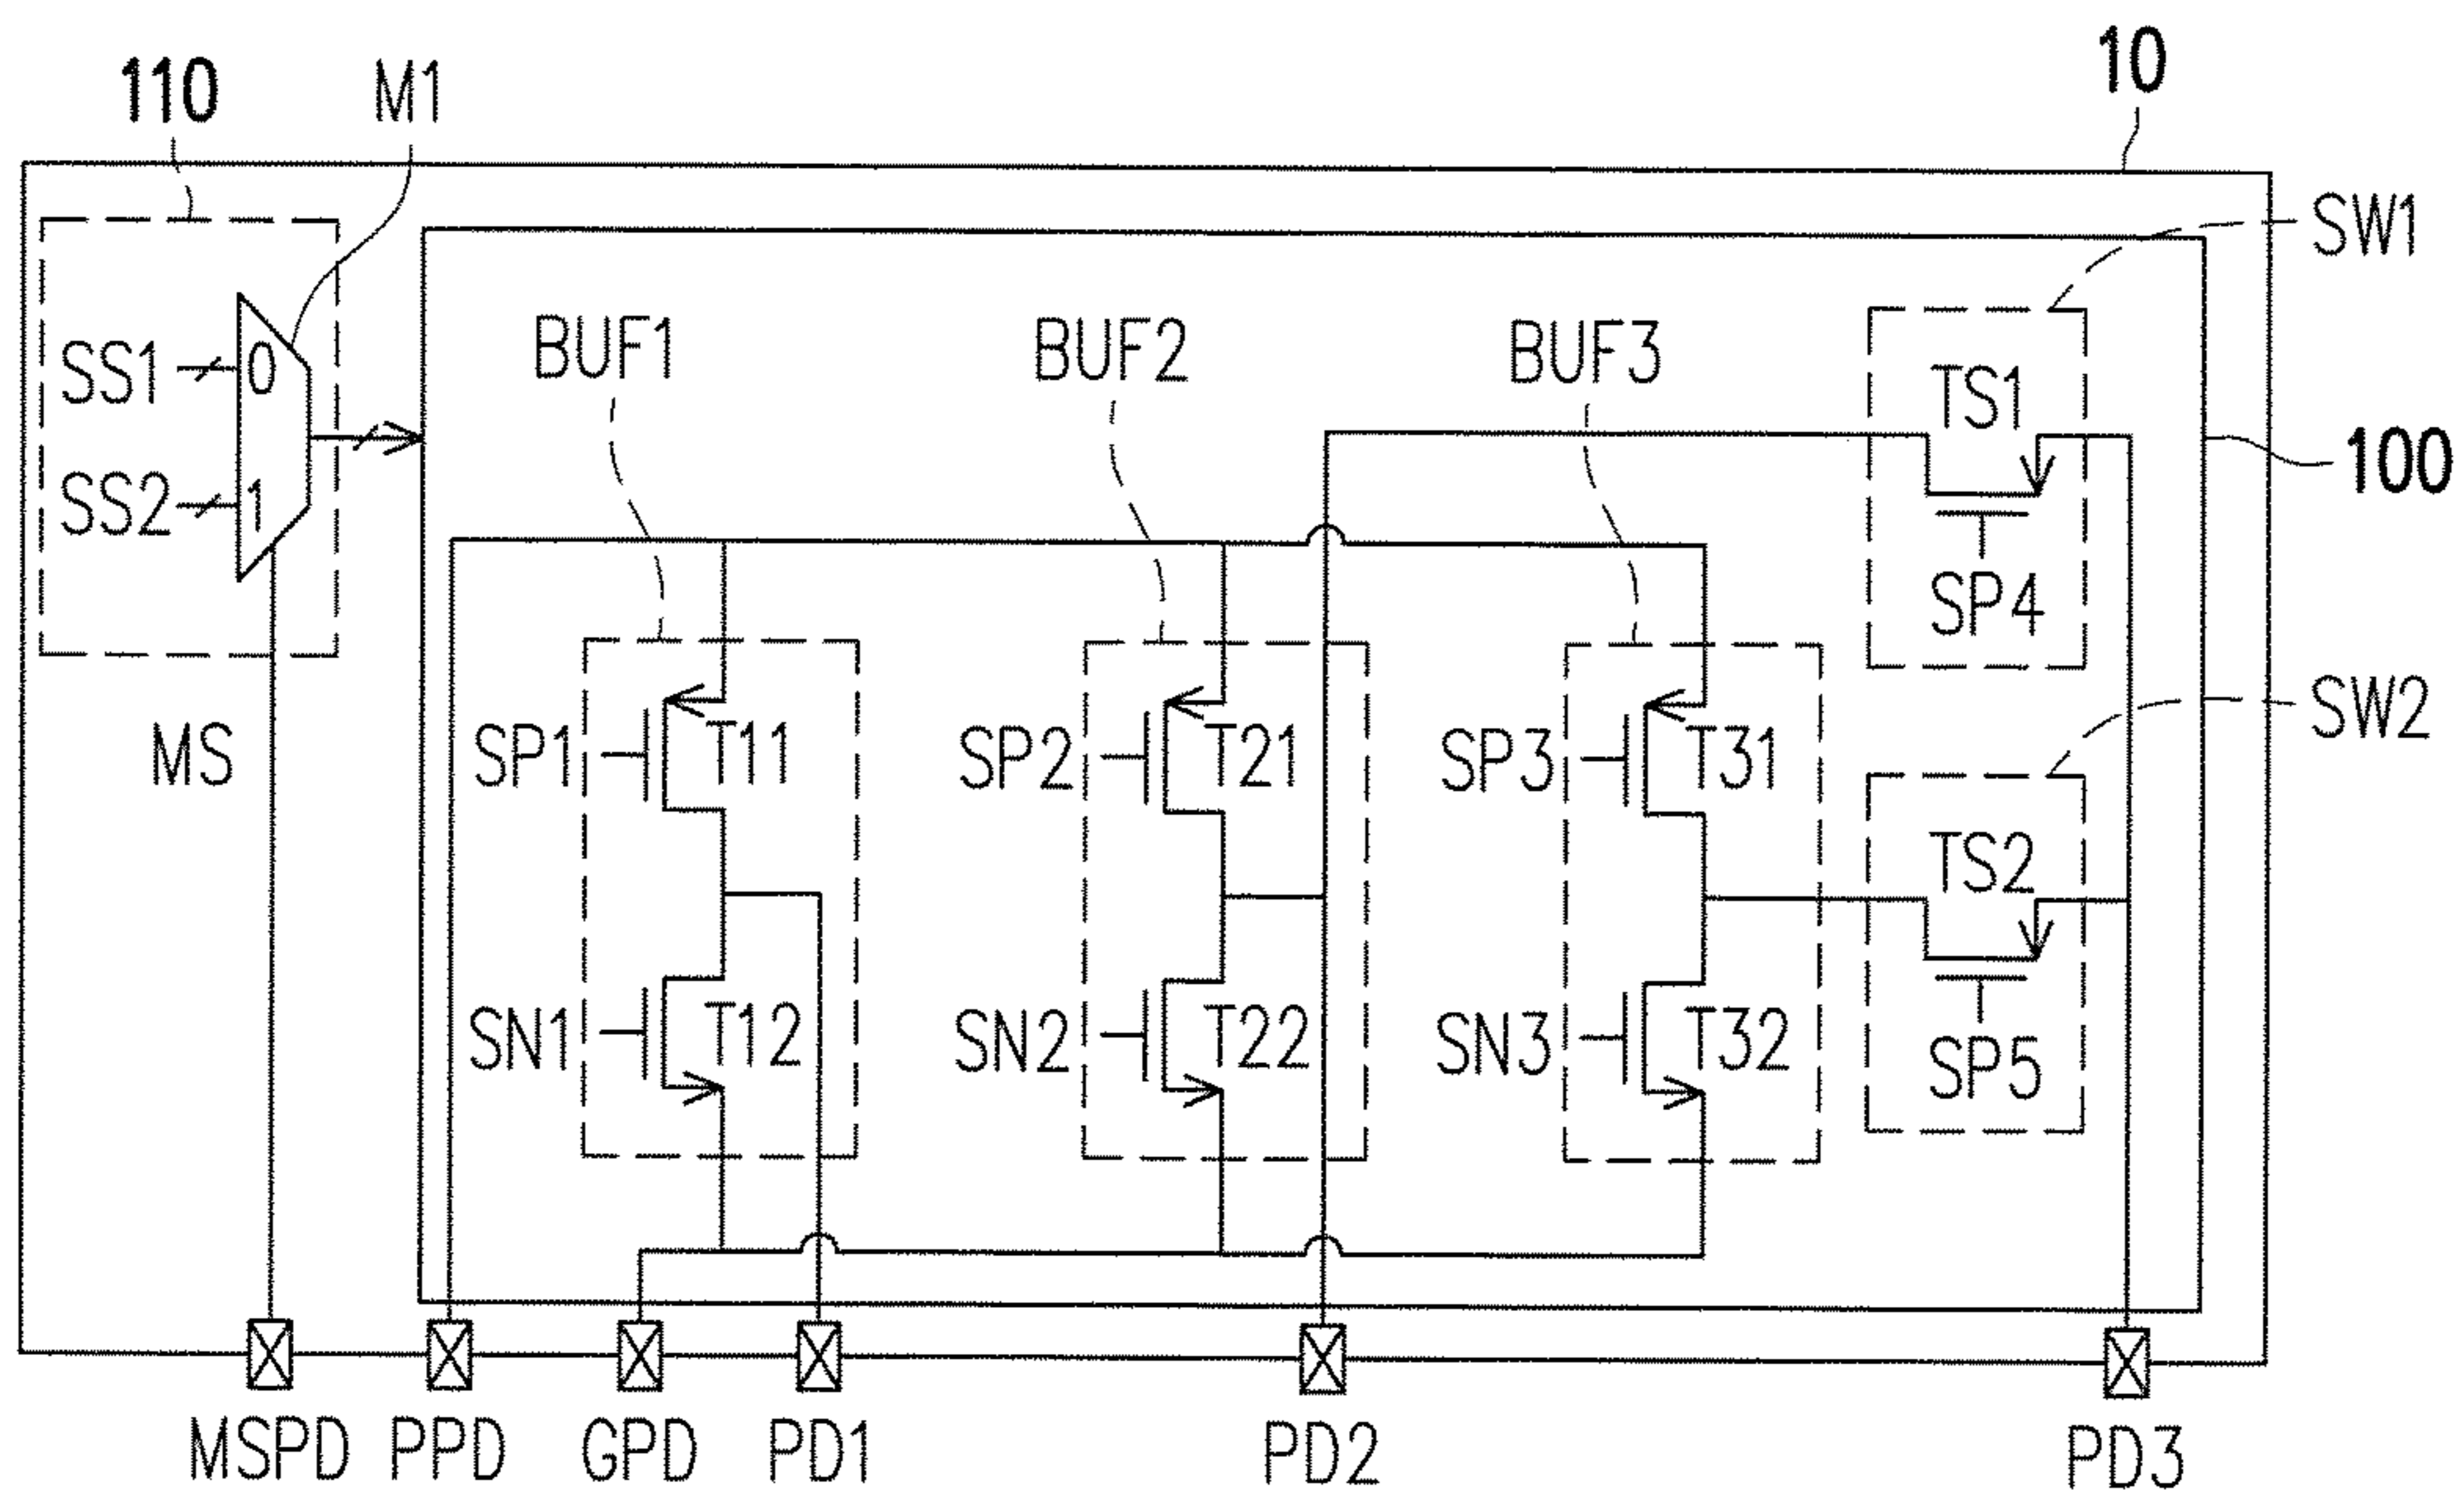 110
M1
10
SW1
BUF1
BUF2
BUF3
SS1
0
TS1
100
SS2
1
SP4
SW2
MS
SP1
T11
SP2
T21
SP3
T31
TS2
SN1
T12
SN2
T22
SN3
T32
SP5
MSPD
PPD
GPD
PD1
PD2
PD3